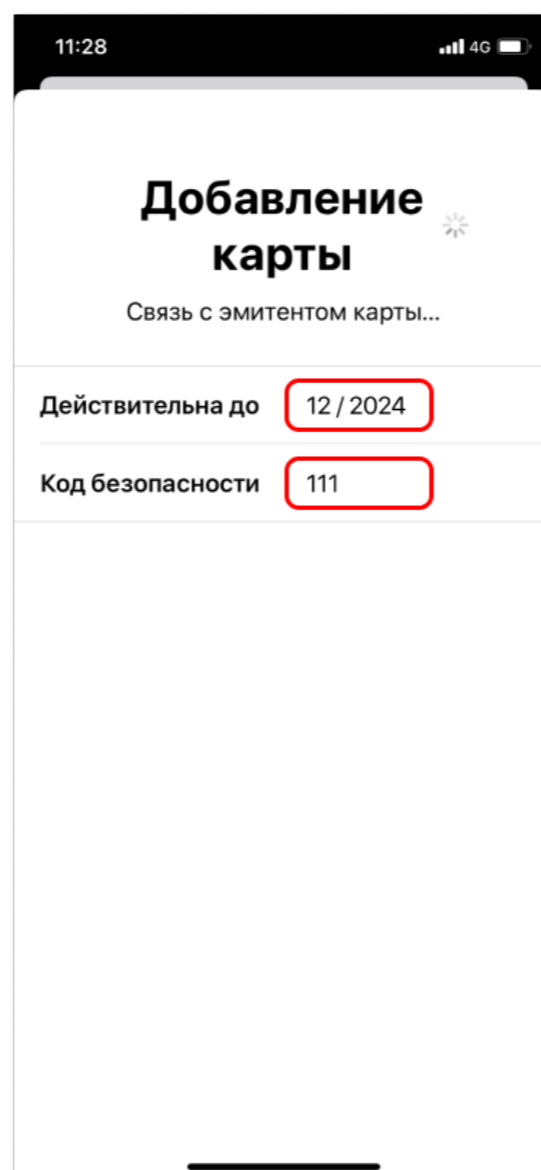 11:28 4G
Добавление
карты
Связь с эмитентом карты...
Действительна до 12 / 2024
Код безопасности 111